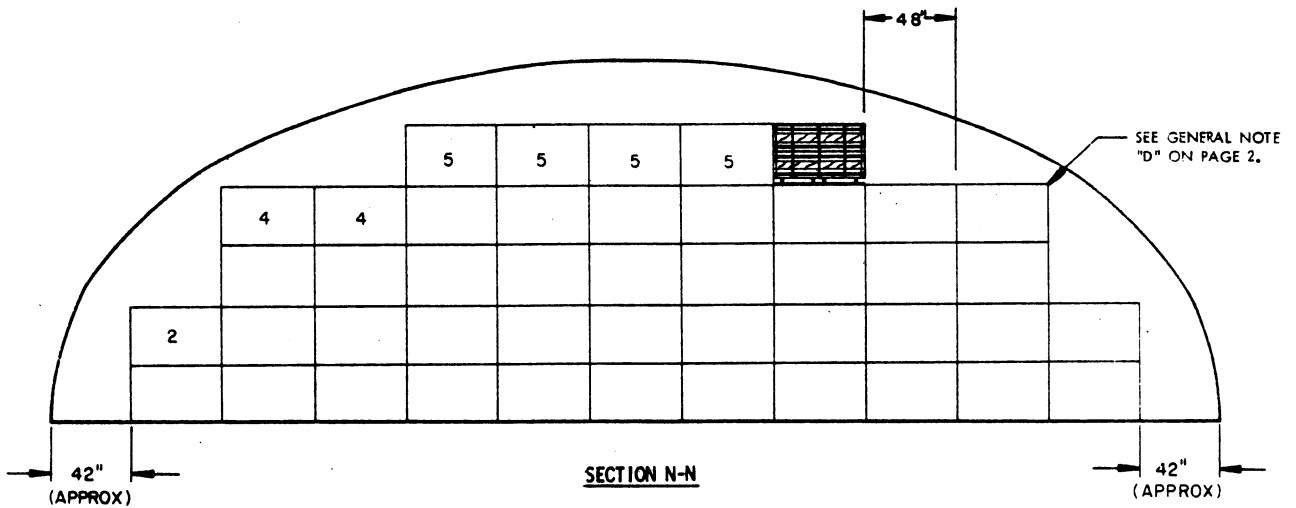 48"
SEE GENERAL NOTE
"D" ON PAGE 2.
5 5 5 5
4 4
2
42"
(APPROX)
SECTION N-N
42"
(APPROX)